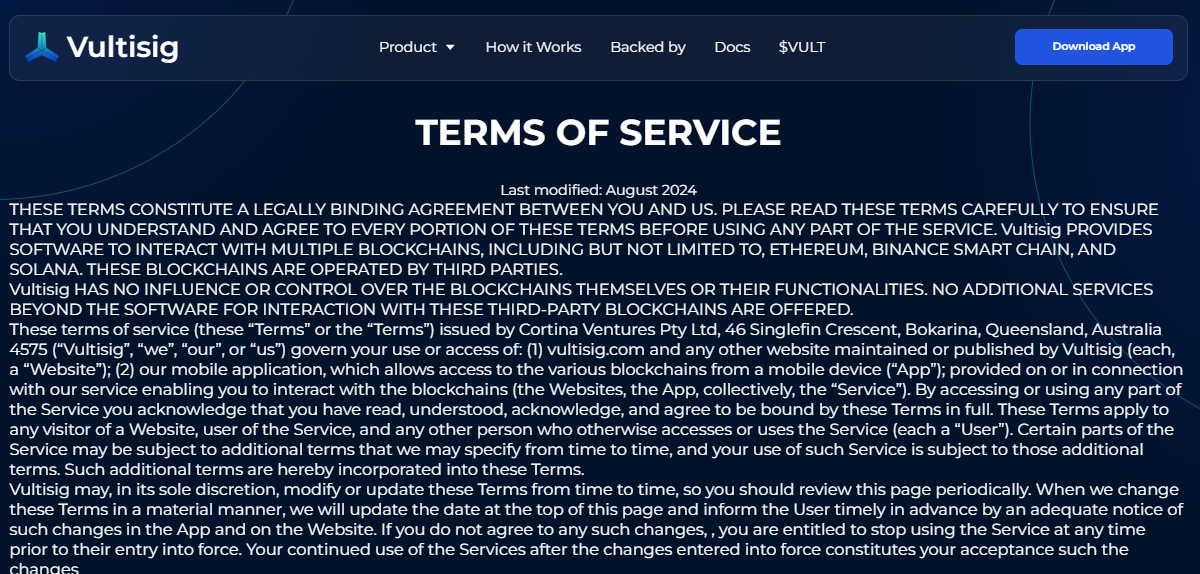 Vultisig
Product
How it Works
Backed by
Docs
$VULT
Download App
TERMS OF SERVICE
Last modified: August 2024
THESE TERMS CONSTITUTE A LEGALLY BINDING AGREEMENT BETWEEN YOU AND US. PLEASE READ THESE TERMS CAREFULLY TO ENSURE
THAT YOU UNDERSTAND AND AGREE TO EVERY PORTION OF THESE TERMS BEFORE USING ANY PART OF THE SERVICE. Vultisig PROVIDES
SOFTWARE TO INTERACT WITH MULTIPLE BLOCKCHAINS, INCLUDING BUT NOT LIMITED TO, ETHEREUM, BINANCE SMART CHAIN, AND
SOLANA. THESE BLOCKCHAINS ARE OPERATED BY THIRD PARTIES.
Vultisig HAS NO INFLUENCE OR CONTROL OVER THE BLOCKCHAINS THEMSELVES OR THEIR FUNCTIONALITIES. NO ADDITIONAL SERVICES
BEYOND THE SOFTWARE FOR INTERACTION WITH THESE THIRD-PARTY BLOCKCHAINS ARE OFFERED.
These terms of service (these “Terms” or the “Terms”) issued by Cortina Ventures Pty Ltd, 46 Singlefin Crescent, Bokarina, Queensland, Australia
4575 (“Vultisig”, “we”, “our”, or “us”) govern your use or access of: (1) vultisig.com and any other website maintained or published by Vultisig (each,
a “Website”); (2) our mobile application, which allows access to the various blockchains from a mobile device (“App”); provided on or in connection
with our service enabling you to interact with the blockchains (the Websites, the App, collectively, the “Service”). By accessing or using any part of
the Service you acknowledge that you have read, understood, acknowledge, and agree to be bound by these Terms in full. These Terms apply to
any visitor of a Website, user of the Service, and any other person who otherwise accesses or uses the Service (each a “User”). Certain parts of the
Service may be subject to additional terms that we may specify from time to time, and your use of such Service is subject to those additional
terms. Such additional terms are hereby incorporated into these Terms.
Vultisig may, in its sole discretion, modify or update these Terms from time to time, so you should review this page periodically. When we change
these Terms in a material manner, we will update the date at the top of this page and inform the User timely in advance by an adequate notice of
such changes in the App and on the Website. If you do not agree to any such changes, , you are entitled to stop using the Service at any time
prior to their entry into force. Your continued use of the Services after the changes entered into force constitutes your acceptance such the
changes